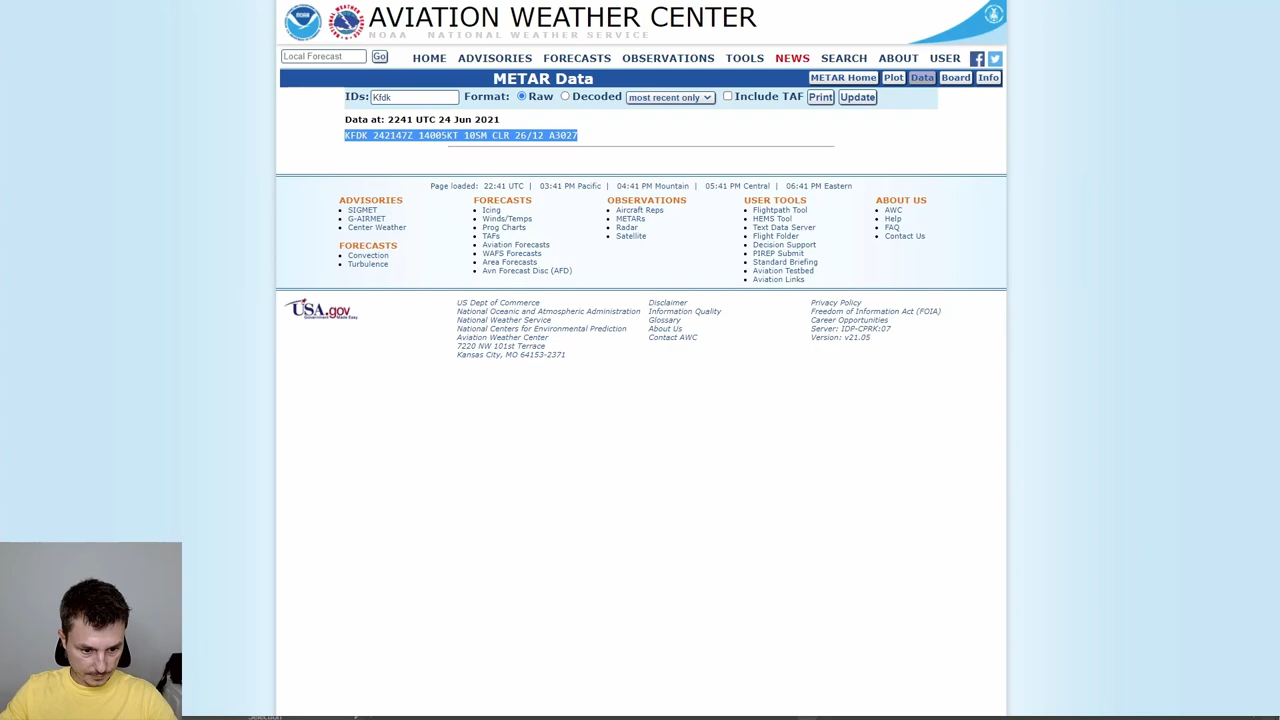 AVIATION WEATHER CENTER
NOAA NATIONAL WEATHER SERVICE
Local Forecast Go HOME ADVISORIES FORECASTS OBSERVATIONS TOOLS NEWS SEARCH ABOUT USER
METAR Data METAR Home Plot Data Board Info
IDs: Kfdk Format: Raw Decoded most recent only Include TAF Print Update
Data at: 2241 UTC 24 Jun 2021
KFDK 242147Z 14005KT 10SM CLR 26/12 A3027
Page loaded: 22:41 UTC | 03:41 PM Pacific | 04:41 PM Mountain | 05:41 PM Central | 06:41 PM Eastern
ADVISORIES
SIGMET
G-AIRMET
Center Weather
FORECASTS
Convection
Turbulence
FORECASTS
Icing
Winds/Temps
Prog Charts
TAFs
Aviation Forecasts
WAFS Forecasts
Area Forecasts
Avn Forecast Disc (AFD)
OBSERVATIONS
Aircraft Reps
METARs
Radar
Satellite
USER TOOLS
Flightpath Tool
HEMS Tool
Text Data Server
Flight Folder
Decision Support
PIREP Submit
Standard Briefing
Aviation Testbed
Aviation Links
ABOUT US
AWC
Help
FAQ
Contact Us
USA.gov
Government Made Easy
US Dept of Commerce
National Oceanic and Atmospheric Administration
National Weather Service
National Centers for Environmental Prediction
Aviation Weather Center
7220 NW 101st Terrace
Kansas City, MO 64153-2371
Disclaimer
Information Quality
Glossary
About Us
Contact AWC
Privacy Policy
Freedom of Information Act (FOIA)
Career Opportunities
Server: IDP-CPRK:07
Version: v21.05